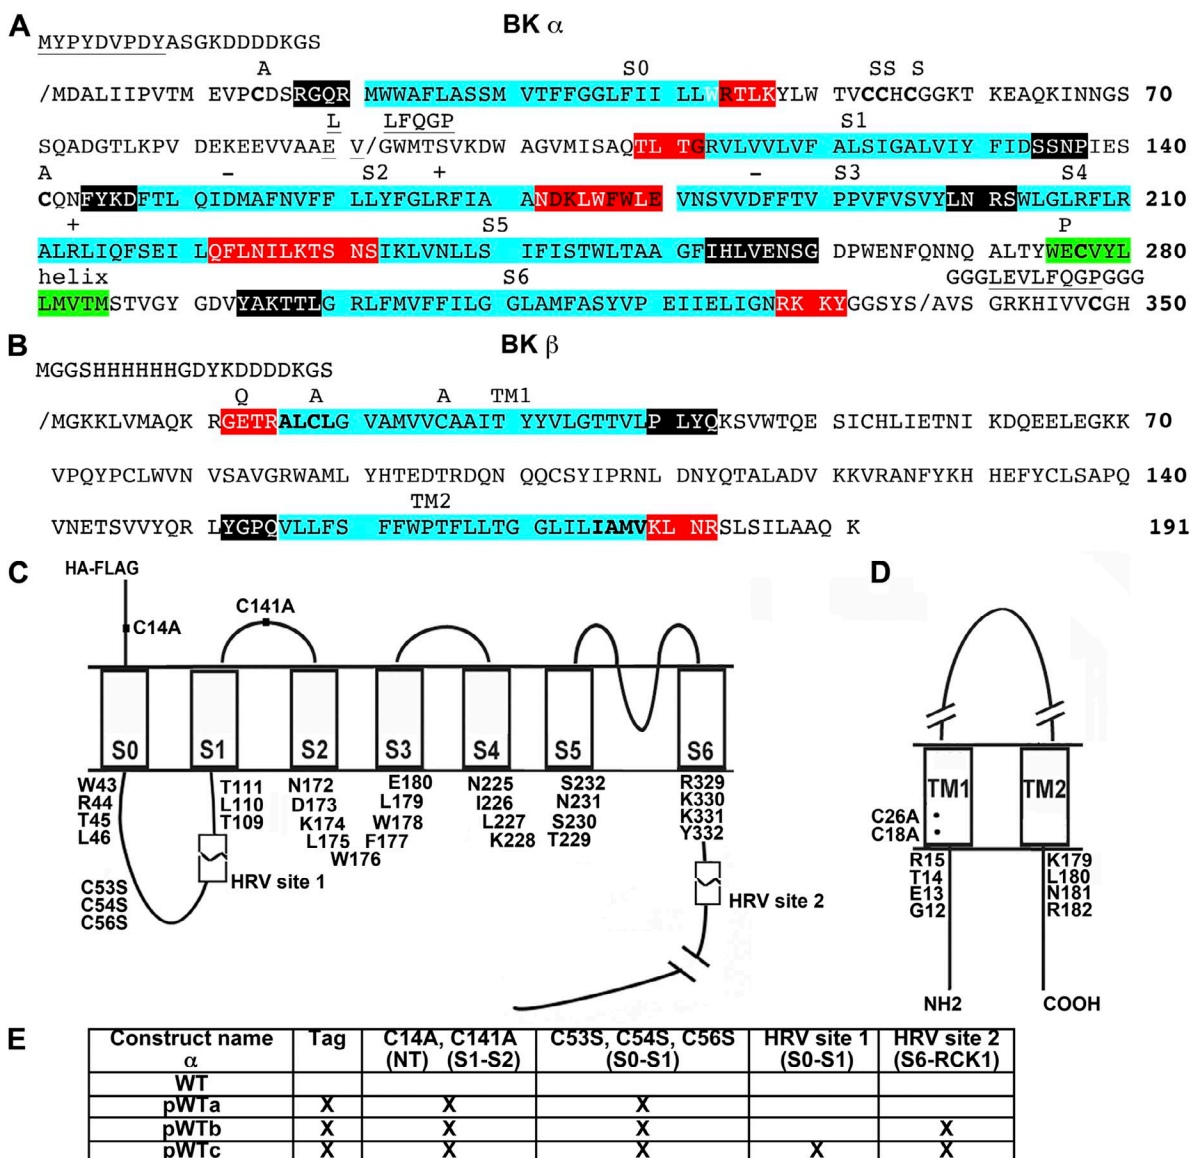 A BK α
MYPYDVPDYASGKDDDDKGS
A S0 SS S
/MDALIIPVTM EVPCDSRGQR MWWAFLASSM VTFFGGLFII LLWRTLKYLW TVCCHCGGKT KEAQKINNGS 70
L LFQGP S1
SQADGTLKPV DEKEEVVAAE V/GWMTSVKDW AGVMISAQTL TGRVLVVLVF ALSIGALVIY FIDSSNPIES 140
A – S2 + – S3 S4
CQNFYKDFTL QIDMAFNVFF LLYFGLRFIA ANDKLWFWLE VNSVVDFFTV PPVFVSVYLN RSWLGLRFLR 210
+ S5 P
ALRLIQFSEI LQFLNILKTS NSIKLVNLLS IFISTWLTAA GFIHLVENSG DPWENFQNNQ ALTYWECVYL 280
helix S6 GGGLEVLFQGPGGG
LMVTMSTVGY GDVYAKTTLG RLFMVFFILG GLAMFASYVP EIIELIGNRK KYGGSYS/AVS GRKHIVVCGH 350
B BK β
MGGSHHHHHHGDYKDDDDKGS
Q A A TM1
/MGKKLVMAQK RGETRALCLG VAMVVCAAIT YYVLGTTVLP LYQKSVWTQE SICHLIETNI KDQEELEGKK 70
VPQYPCLWVN VSAVGRWAML YHTEDTRDQN QQCSYIPRNL DNYQTALADV KKVRANFYKH HEFYCLSAPQ 140
TM2
VNETSVVYQR LYGPQVLLFS FFWPTFLLTG GLILIAMVKL NRSLSILAAQ K 191
C D
HA-FLAG
C14A
C141A
S0 S1 S2 S3 S4 S5 S6
W43
R44
T45
L46
C53S
C54S
C56S
T111
L110
T109
HRV site 1
N172
D173
K174
L175
W176
E180
L179
W178
F177
N225
I226
L227
K228
S232
N231
S230
T229
R329
K330
K331
Y332
HRV site 2
TM1 TM2
C26A
C18A
R15
T14
E13
G12
K179
L180
N181
R182
NH2 COOH
E
Construct name α Tag C14A, C141A (NT) (S1-S2) C53S, C54S, C56S (S0-S1) HRV site 1 (S0-S1) HRV site 2 (S6-RCK1)
WT
pWTa X X X
pWTb X X X X
pWTc X X X X X